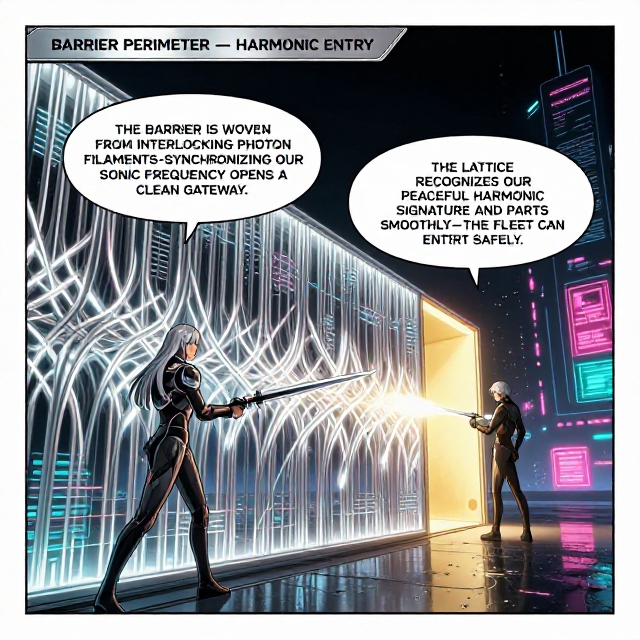 BARRIER PERIMETER — HARMONIC ENTRY
THE BARRIER IS WOVEN
FROM INTERLOCKING PHOTON
FILAMENTS-SYNCHRONIZING OUR
SONIC FREQUENCY OPENS A
CLEAN GATEWAY.
THE LATTICE
RECOGNIZES OUR
PEACEFUL HARMONIC
SIGNATURE AND PARTS
SMOOTHLY—THE FLEET CAN
ENTIRT SAFELY.